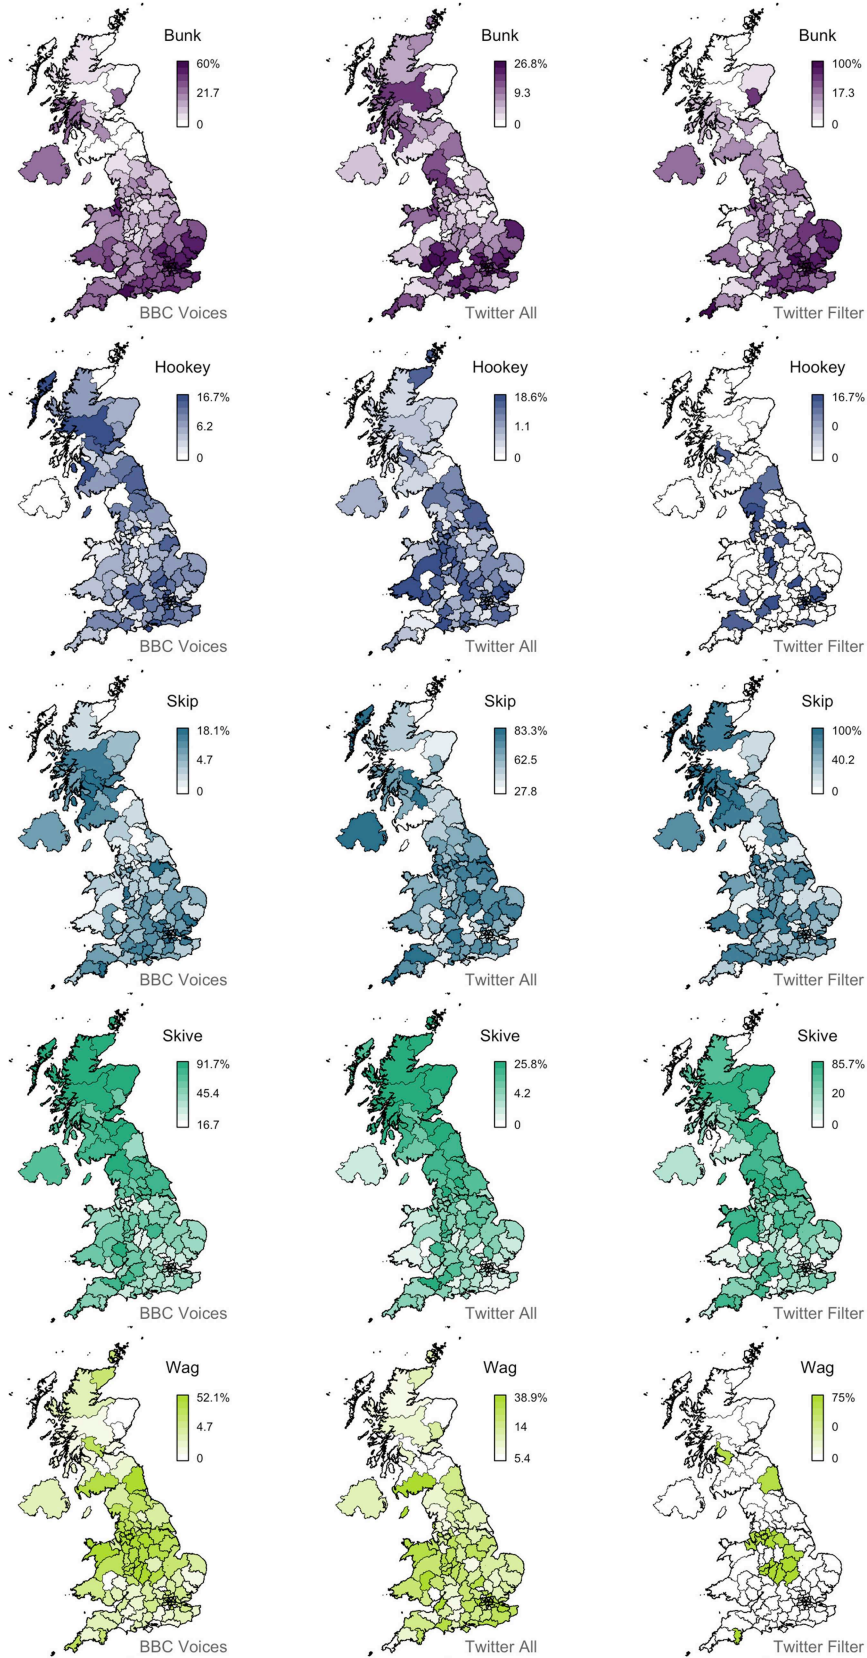 Bunk
60%
21.7
0
BBC Voices
Bunk
26.8%
9.3
0
Twitter All
Bunk
100%
17.3
0
Twitter Filter
Hookey
16.7%
6.2
0
BBC Voices
Hookey
18.6%
1.1
0
Twitter All
Hookey
16.7%
0
0
Twitter Filter
Skip
18.1%
4.7
0
BBC Voices
Skip
83.3%
62.5
27.8
Twitter All
Skip
100%
40.2
0
Twitter Filter
Skive
91.7%
45.4
16.7
BBC Voices
Skive
25.8%
4.2
0
Twitter All
Skive
85.7%
20
0
Twitter Filter
Wag
52.1%
4.7
0
BBC Voices
Wag
38.9%
14
5.4
Twitter All
Wag
75%
0
0
Twitter Filter